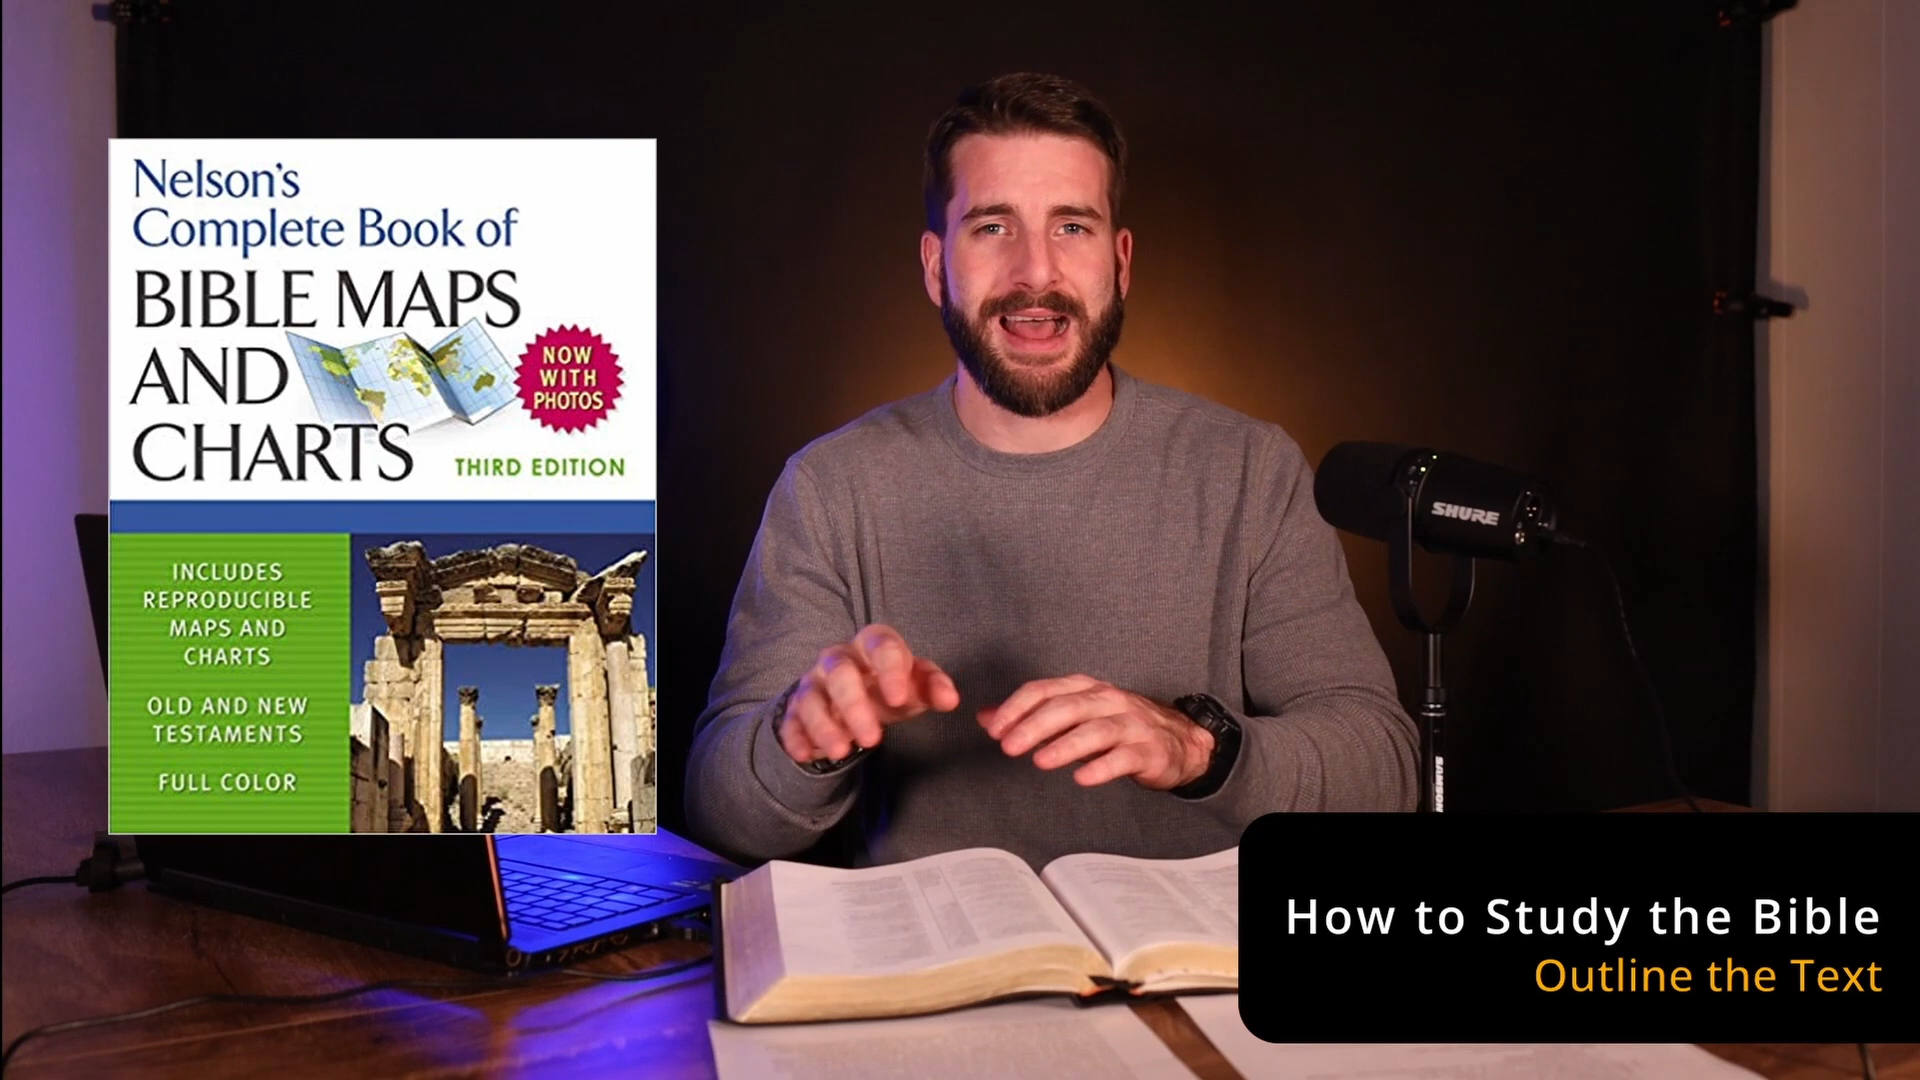 Nelson's
Complete Book of
BIBLE MAPS
AND
CHARTS
NOW
WITH
PHOTOS
THIRD EDITION
INCLUDES
REPRODUCIBLE
MAPS AND
CHARTS
OLD AND NEW
TESTAMENTS
FULL COLOR
SHURE
SAMSON
How to Study the Bible
Outline the Text